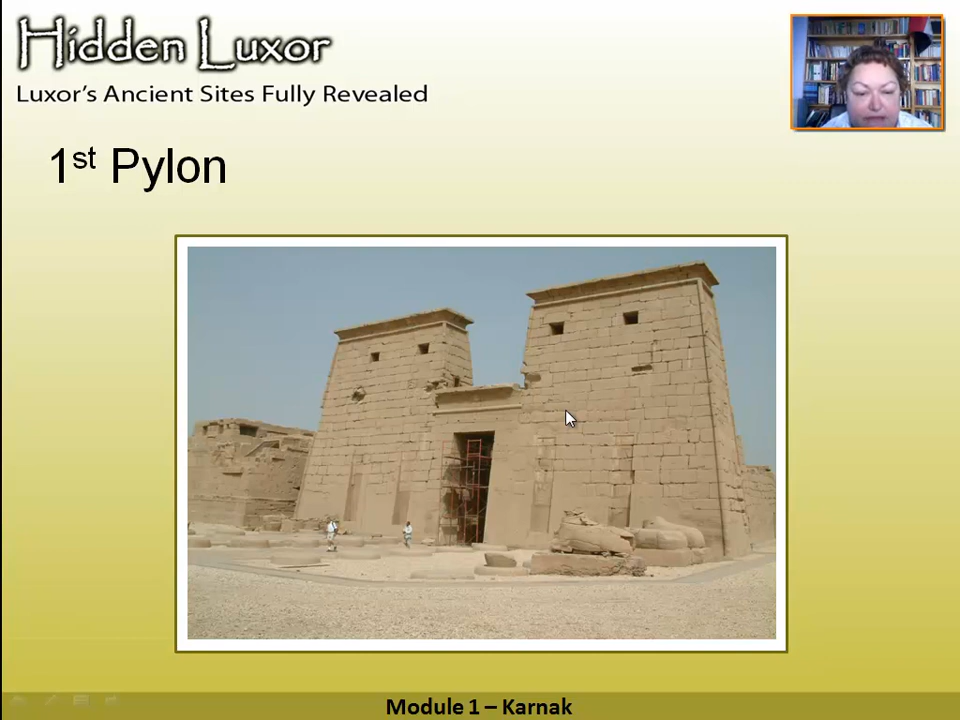 Hidden Luxor
Luxor's Ancient Sites Fully Revealed
1st Pylon
Module 1 – Karnak